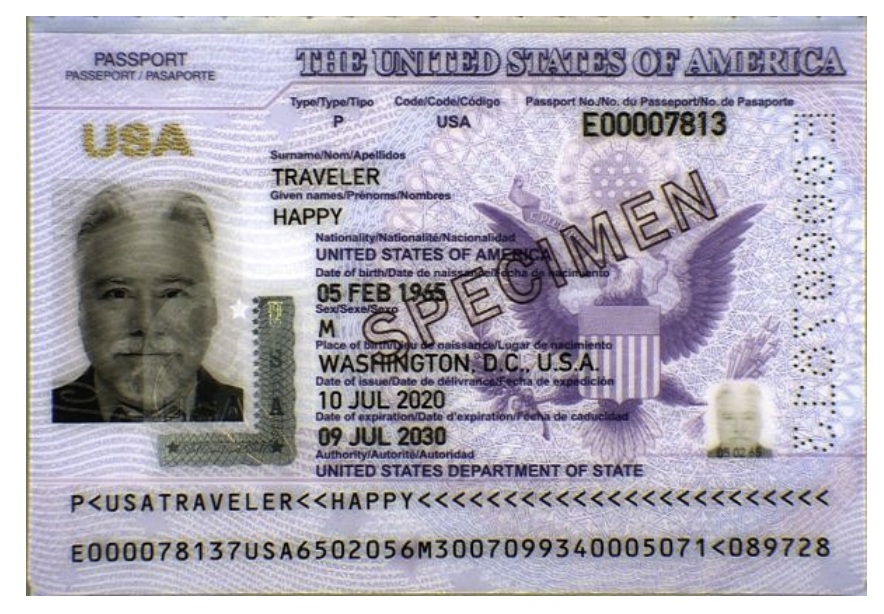 PASSPORT
PASSEPORT / PASAPORTE
THE UNITED STATES OF AMERICA
Type/Type/Tipo Code/Code/Código Passport No./No. du Passeport/No. de Pasaporte
P USA E00007813
USA
Surname/Nom/Apellidos
TRAVELER
Given names/Prénoms/Nombres
HAPPY
Nationality/Nationalité/Nacionalidad
UNITED STATES OF AMERICA
Date of birth/Date de naissance/Fecha de nacimiento
05 FEB 1965
Sex/Sexe/Sexo
M
Place of birth/Lieu de naissance/Lugar de nacimiento
WASHINGTON, D.C., U.S.A.
Date of issue/Date de délivrance/Fecha de expedición
10 JUL 2020
Date of expiration/Date d'expiration/Fecha de caducidad
09 JUL 2030
Authority/Autorité/Autoridad
UNITED STATES DEPARTMENT OF STATE
SPECIMEN
E00007813
05 02 65
USA
P<USATRAVELER<<HAPPY<<<<<<<<<<<<<<<<<<<<<<<<
E000078137USA6502056M3007099340005071<089728